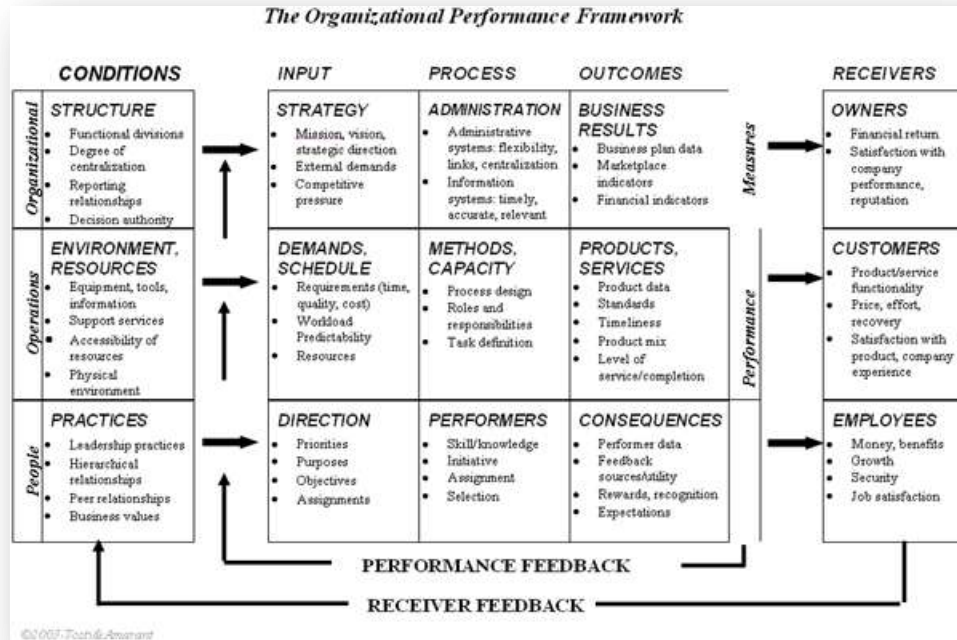 The Organizational Performance Framework
CONDITIONS
INPUT
PROCESS
OUTCOMES
RECEIVERS
Organizational
STRUCTURE
• Functional divisions
• Degree of
centralization
• Reporting
relationships
• Decision authority
STRATEGY
• Mission, vision,
strategic direction
• External demands
• Competitive
pressure
ADMINISTRATION
• Administrative
systems: flexibility,
links, centralization
• Information
systems: timely,
accurate, relevant
BUSINESS
RESULTS
• Business plan data
• Marketplace
indicators
• Financial indicators
Measures
OWNERS
• Financial return
• Satisfaction with
company
performance,
reputation
Operations
ENVIRONMENT,
RESOURCES
• Equipment, tools,
information
• Support services
• Accessibility of
resources
• Physical
environment
DEMANDS,
SCHEDULE
• Requirements (time,
quality, cost)
• Workload
Predictability
• Resources
METHODS,
CAPACITY
• Process design
• Roles and
responsibilities
• Task definition
PRODUCTS,
SERVICES
• Product data
• Standards
• Timeliness
• Product mix
• Level of
service/completion
Performance
CUSTOMERS
• Product/service
functionality
• Price, effort,
recovery
• Satisfaction with
product, company
experience
People
PRACTICES
• Leadership practices
• Hierarchical
relationships
• Peer relationships
• Business values
DIRECTION
• Priorities
• Purposes
• Objectives
• Assignments
PERFORMERS
• Skill/knowledge
• Initiative
• Assignment
• Selection
CONSEQUENCES
• Performer data
• Feedback
sources/utility
• Rewards, recognition
• Expectations
EMPLOYEES
• Money, benefits
• Growth
• Security
• Job satisfaction
PERFORMANCE FEEDBACK
RECEIVER FEEDBACK
©2007-Tosti & Amarant